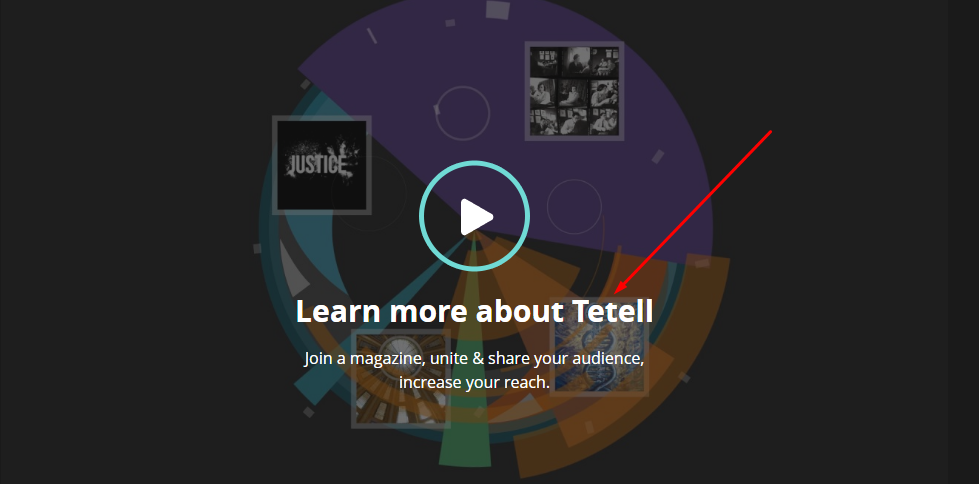 JUSTICE
Learn more about Tetell
Join a magazine, unite & share your audience,
increase your reach.